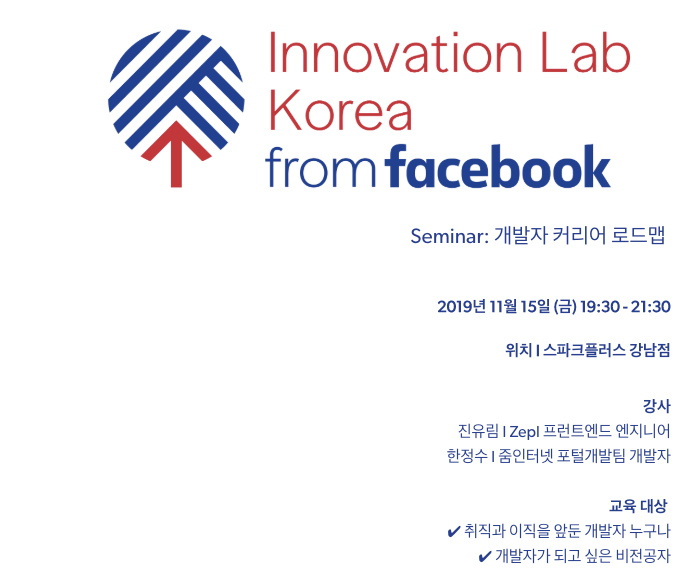 Innovation Lab
Korea
from facebook
Seminar: 개발자 커리어 로드맵
2019년 11월 15일 (금) 19:30 - 21:30
위치 I 스파크플러스 강남점
강사
진유림 I Zepl 프런트엔드 엔지니어
한정수 I 줌인터넷 포털개발팀 개발자
교육 대상
✔ 취직과 이직을 앞둔 개발자 누구나
✔ 개발자가 되고 싶은 비전공자